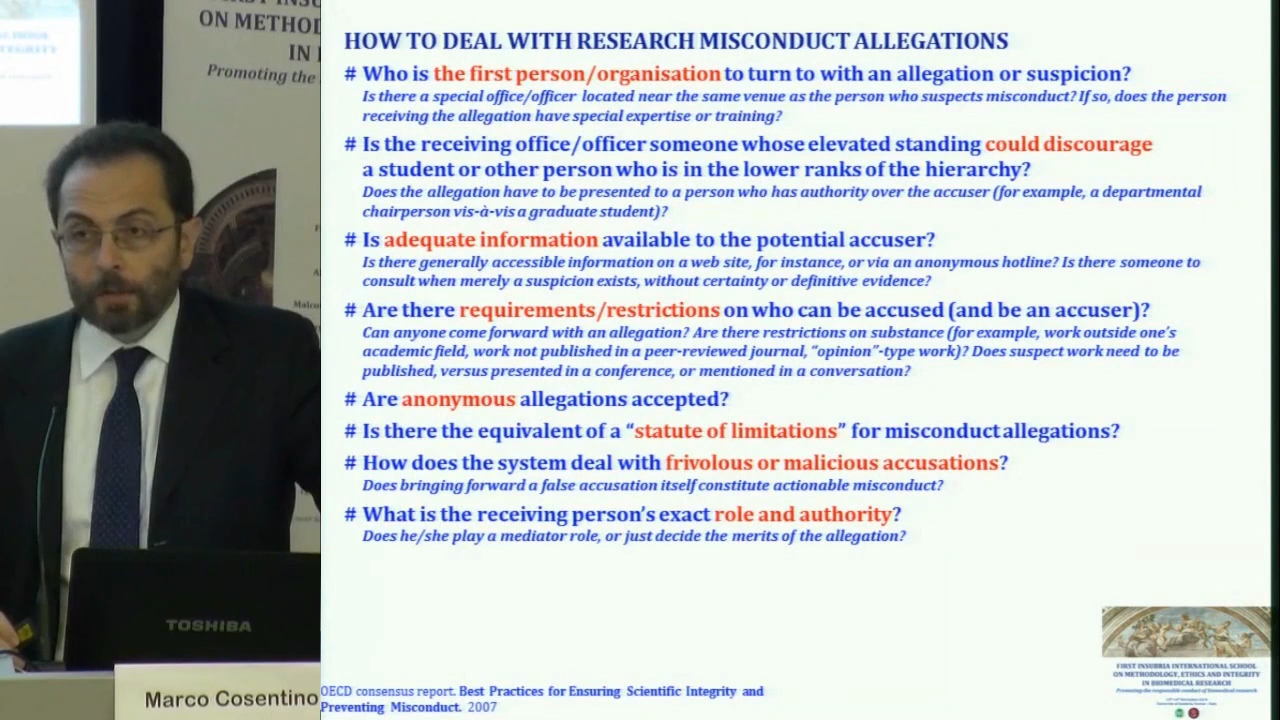 ON METHOD
IN
Promoting the
HOW TO DEAL WITH RESEARCH MISCONDUCT ALLEGATIONS
# Who is the first person/organisation to turn to with an allegation or suspicion?
Is there a special office/officer located near the same venue as the person who suspects misconduct? If so, does the person
receiving the allegation have special expertise or training?
# Is the receiving office/officer someone whose elevated standing could discourage
a student or other person who is in the lower ranks of the hierarchy?
Does the allegation have to be presented to a person who has authority over the accuser (for example, a departmental
chairperson vis-à-vis a graduate student)?
# Is adequate information available to the potential accuser?
Is there generally accessible information on a web site, for instance, or via an anonymous hotline? Is there someone to
consult when merely a suspicion exists, without certainty or definitive evidence?
# Are there requirements/restrictions on who can be accused (and be an accuser)?
Can anyone come forward with an allegation? Are there restrictions on substance (for example, work outside one's
academic field, work not published in a peer-reviewed journal, "opinion"-type work)? Does suspect work need to be
published, versus presented in a conference, or mentioned in a conversation?
# Are anonymous allegations accepted?
# Is there the equivalent of a "statute of limitations" for misconduct allegations?
# How does the system deal with frivolous or malicious accusations?
Does bringing forward a false accusation itself constitute actionable misconduct?
# What is the receiving person's exact role and authority?
Does he/she play a mediator role, or just decide the merits of the allegation?
TOSHIBA
Marco Cosentino
OECD consensus report. Best Practices for Ensuring Scientific Integrity and
Preventing Misconduct. 2007
FIRST INSUBRIA INTERNATIONAL SCHOOL
ON METHODOLOGY, ETHICS AND INTEGRITY
IN BIOMEDICAL RESEARCH
Promoting the responsible conduct of biomedical research